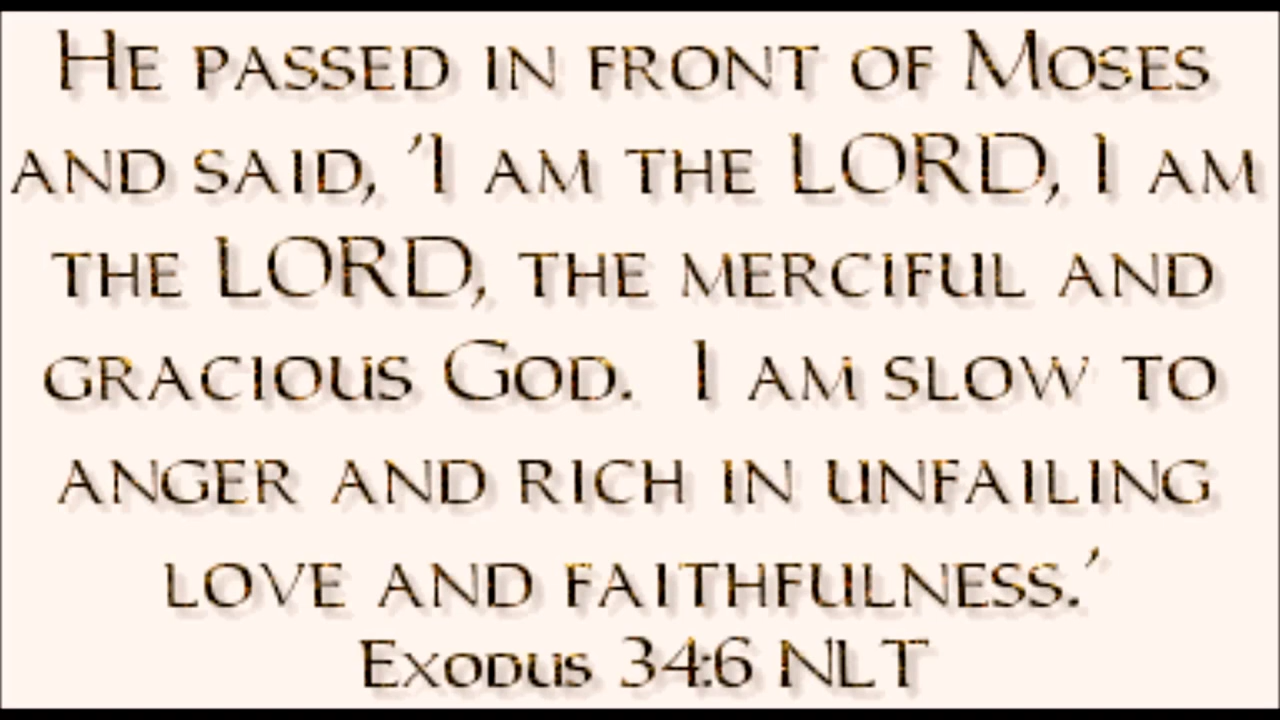 He passed in front of Moses
and said, 'I am the LORD, I am
the LORD, the merciful and
gracious God.  I am slow to
anger and rich in unfailing
love and faithfulness.'
Exodus 34:6 NLT